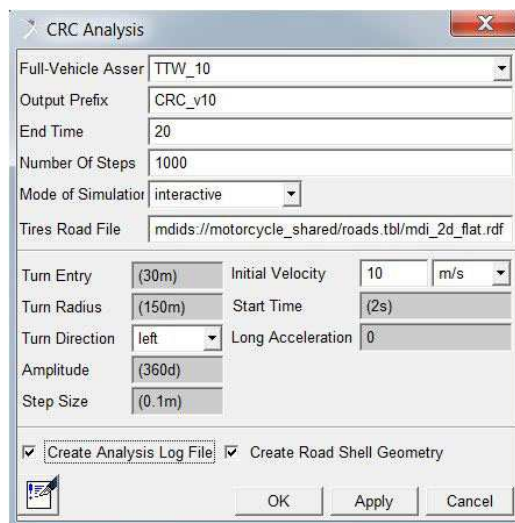 CRC Analysis
Full-Vehicle Asser TTW_10
Output Prefix CRC_v10
End Time 20
Number Of Steps 1000
Mode of Simulation interactive
Tires Road File mdids://motorcycle_shared/roads.tbl/mdi_2d_flat.rdf
Turn Entry (30m) Initial Velocity 10 m/s
Turn Radius (150m) Start Time (2s)
Turn Direction left Long Acceleration 0
Amplitude (360d)
Step Size (0.1m)
Create Analysis Log File Create Road Shell Geometry
OK Apply Cancel